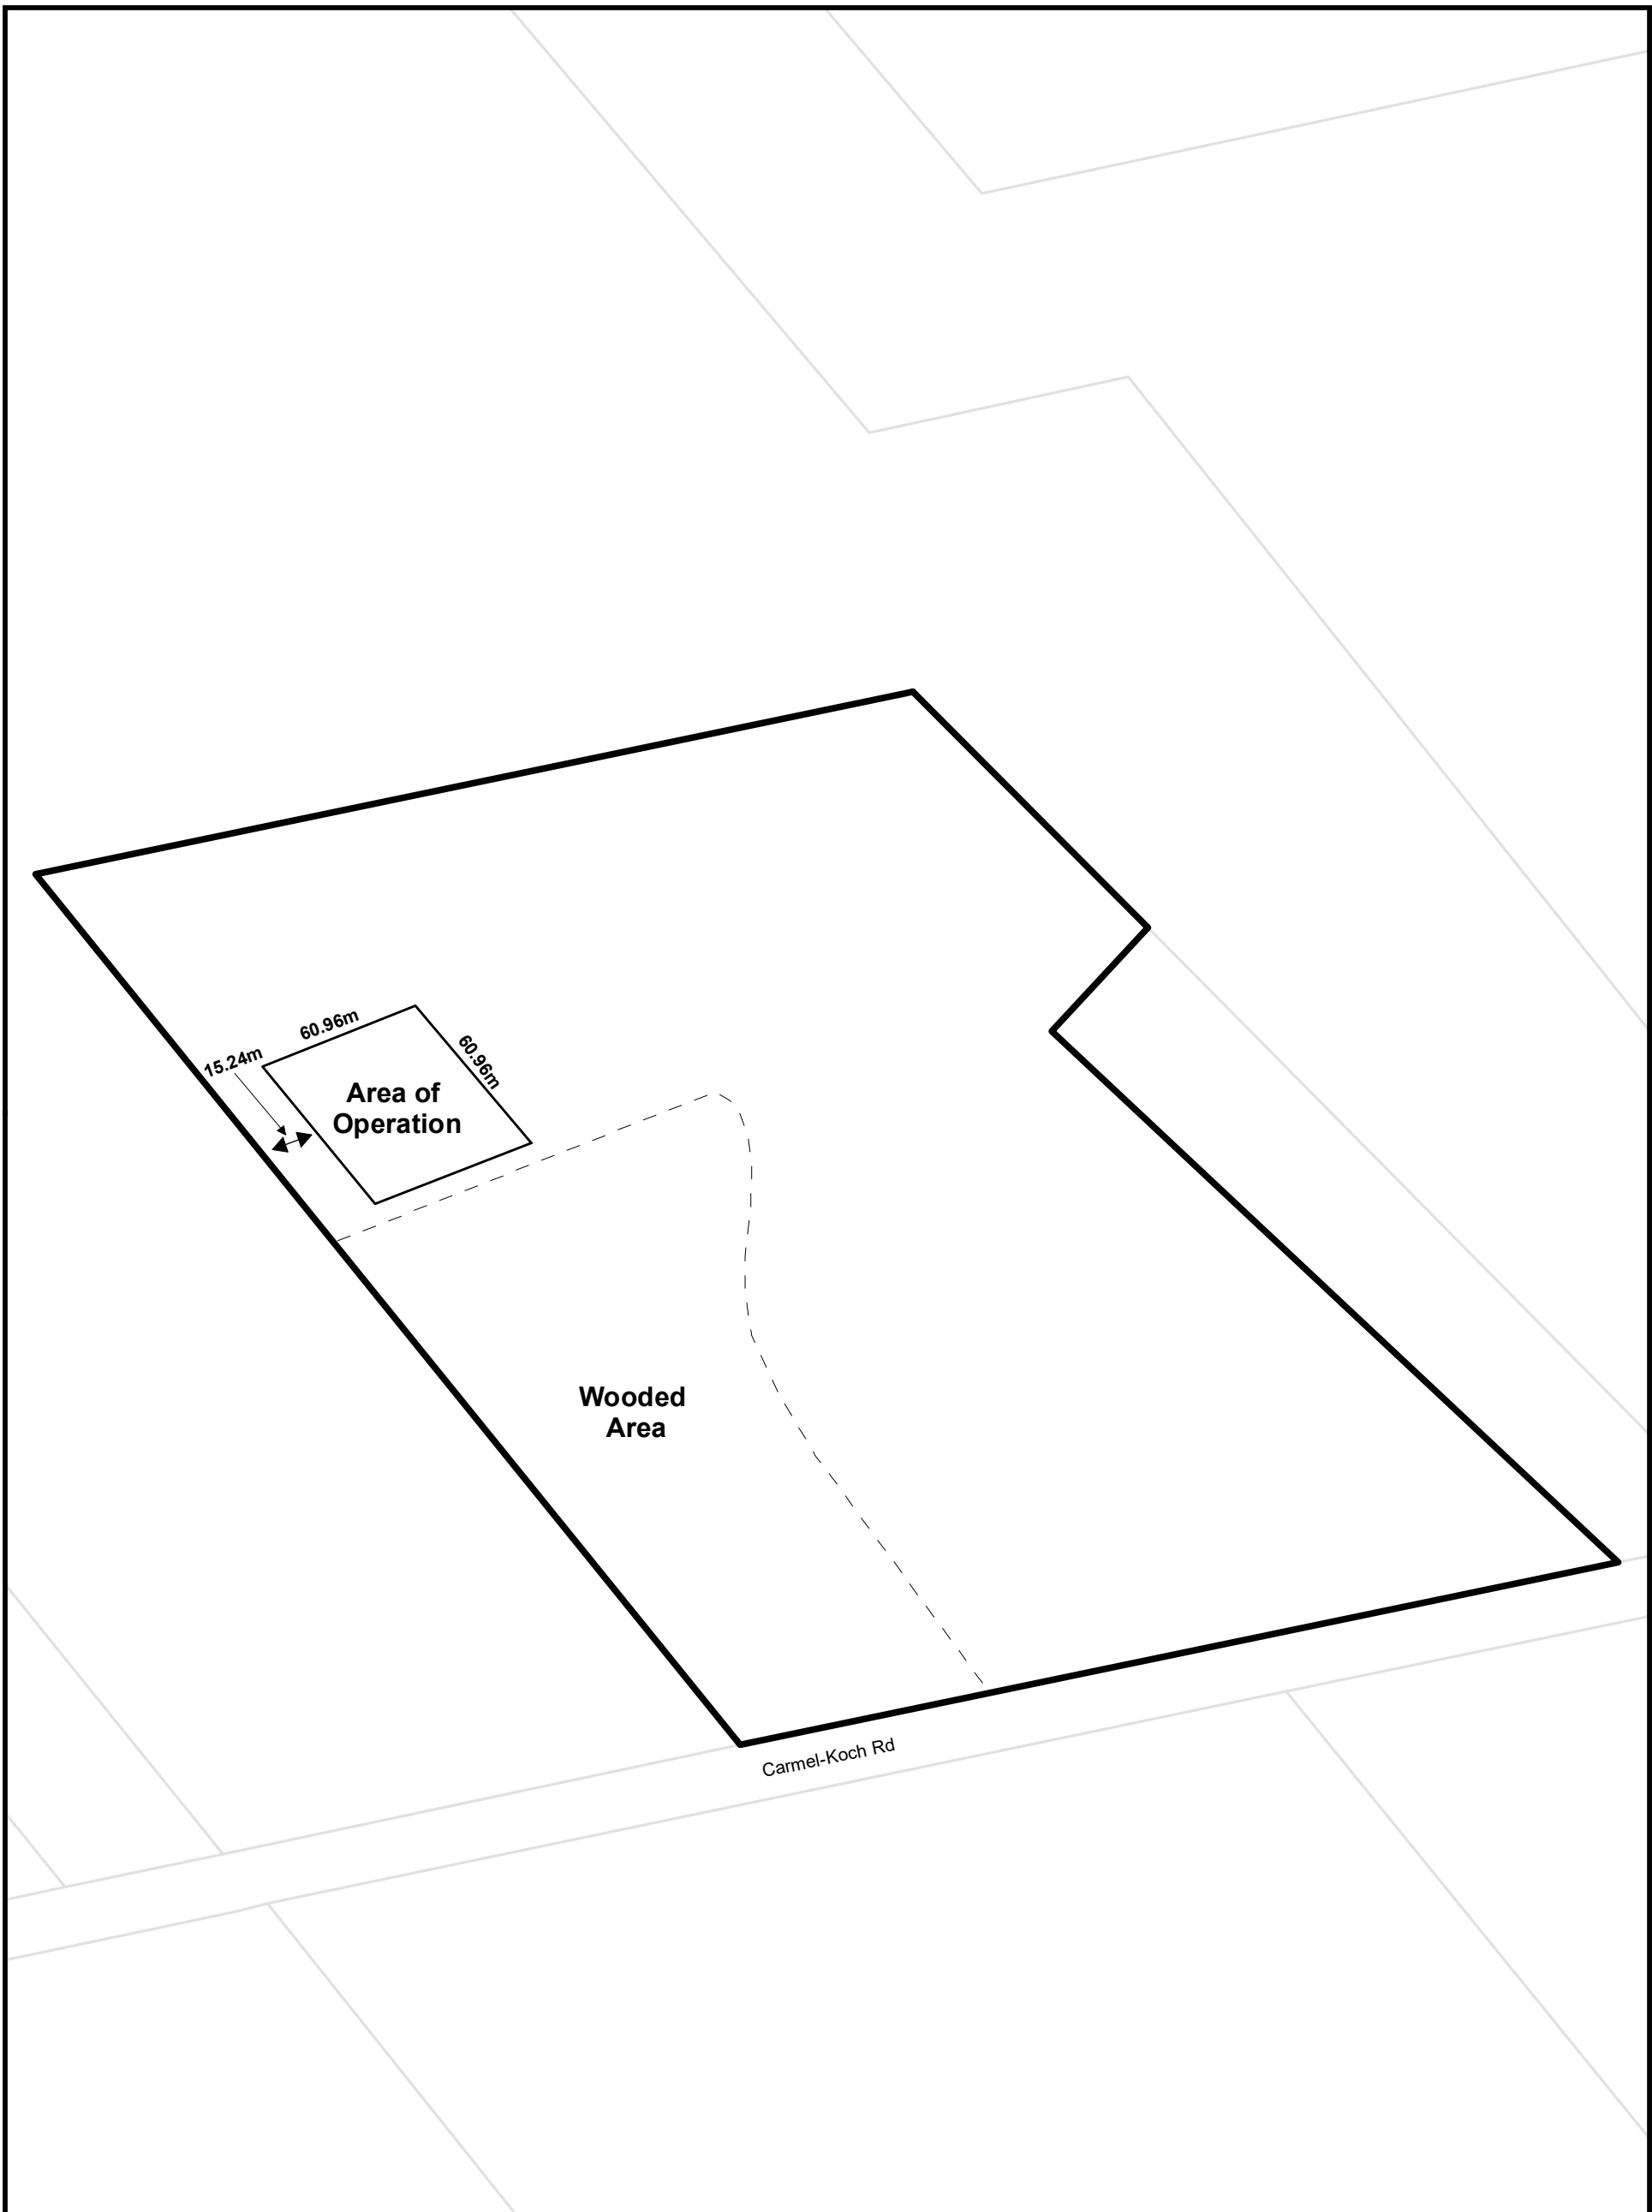 60.96m
60.96m
15.24m
Area of
Operation
Wooded
Area
Carmel-Koch Rd